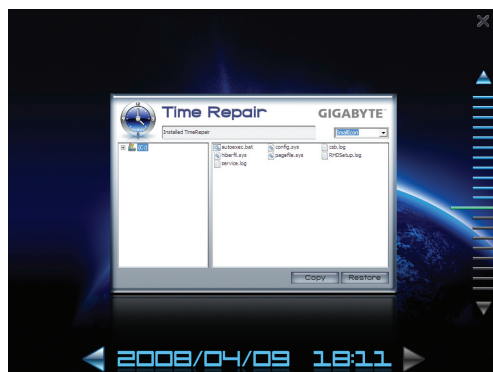 Time Repair
GIGABYTE
Installed TimeRepair
SmallIcon
(C:)
autoexec.bat config.sys csb.log
hiberfil.sys pagefile.sys RHDSetup.log
service.log
Copy Restore
2008/04/09 18:11